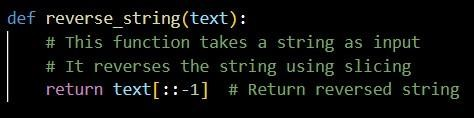 def reverse_string(text):
    # This function takes a string as input
    # It reverses the string using slicing
    return text[::-1]  # Return reversed string